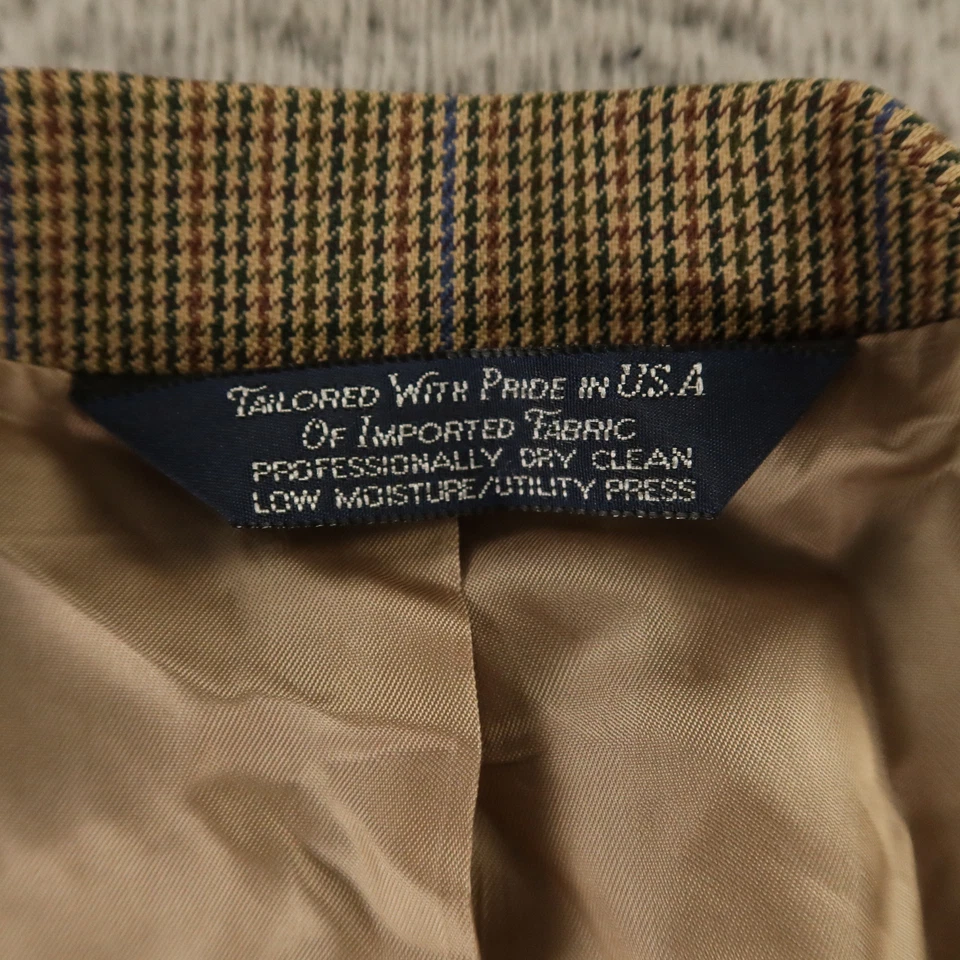 Tailored With Pride in U.S.A
Of Imported Fabric
PROFESSIONALLY DRY CLEAN
LOW MOISTURE/UTILITY PRESS